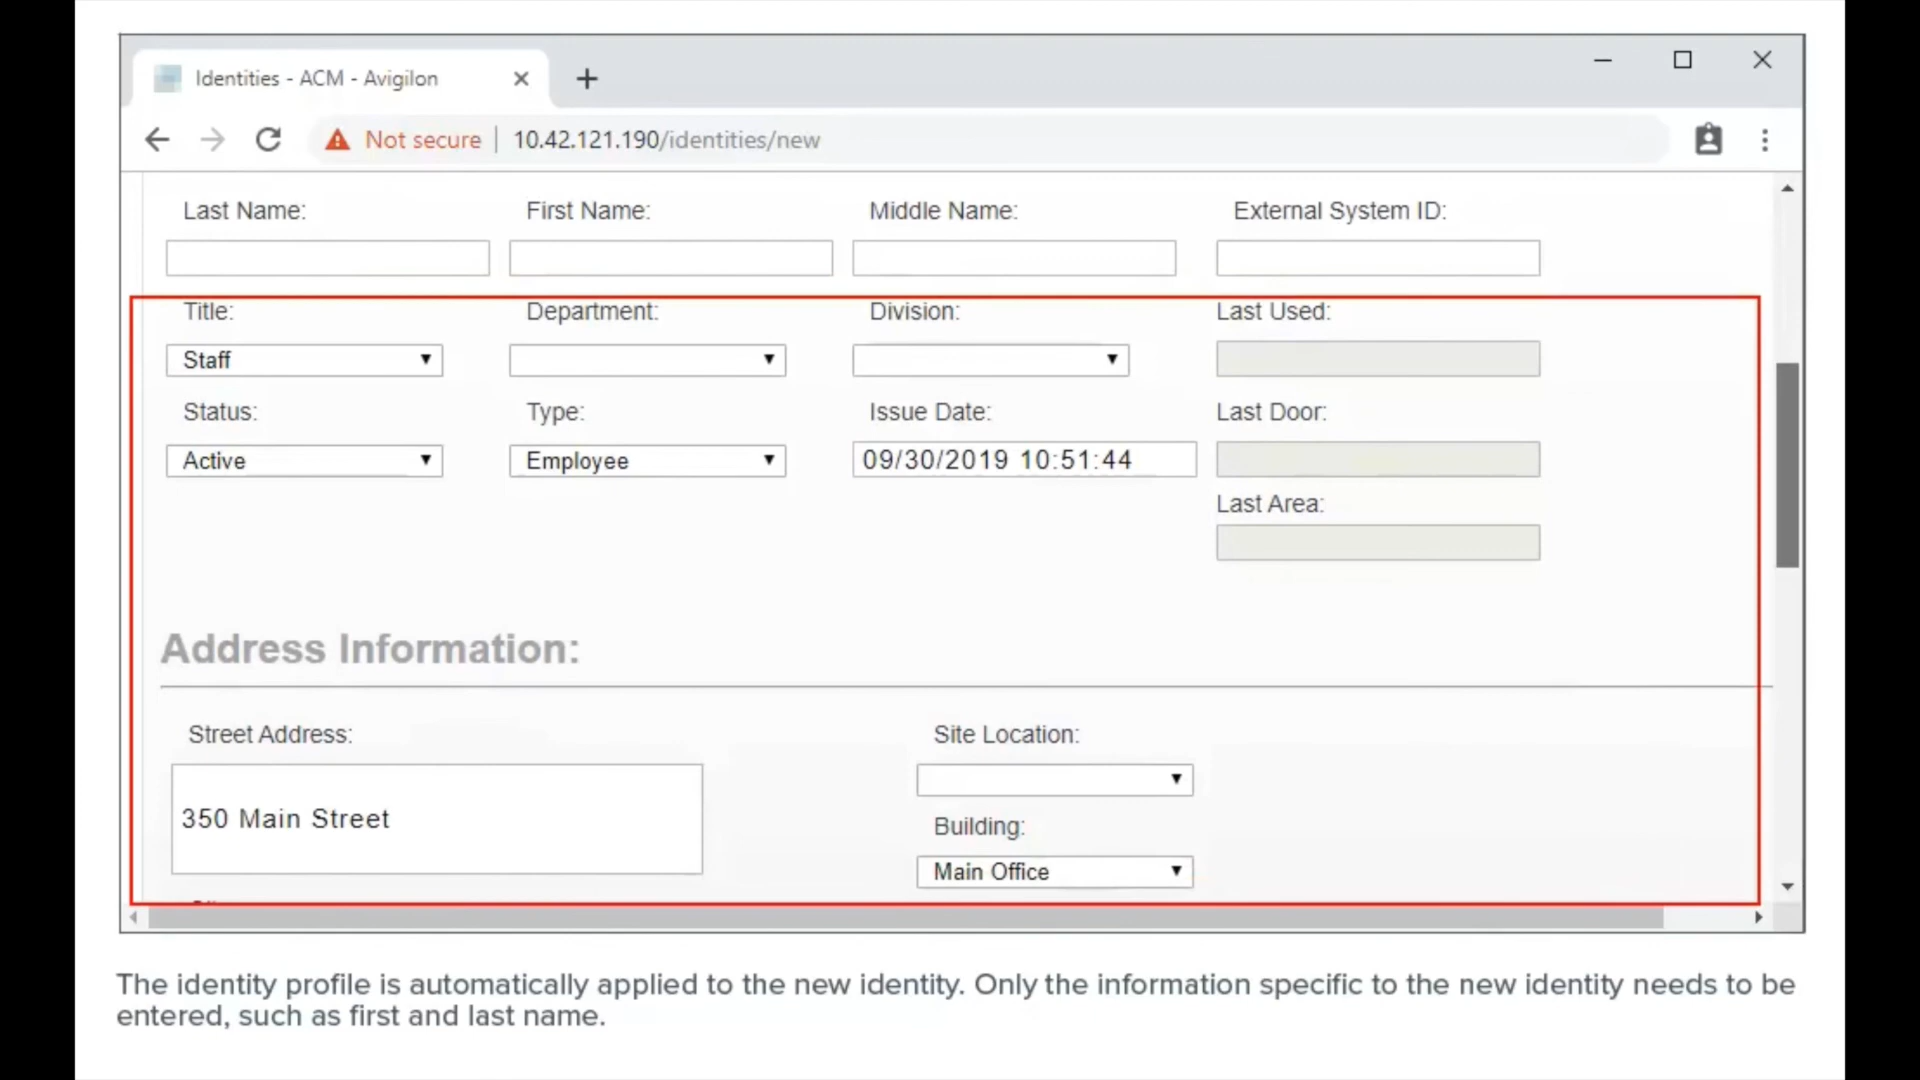 Identities - ACM - Avigilon
Not secure 10.42.121.190/identities/new
Last Name: First Name: Middle Name: External System ID:
Title: Department: Division: Last Used:
Staff
Status: Type: Issue Date: Last Door:
Active Employee 09/30/2019 10:51:44
Last Area:
Address Information:
Street Address: Site Location:
350 Main Street
Building:
Main Office
The identity profile is automatically applied to the new identity. Only the information specific to the new identity needs to be
entered, such as first and last name.